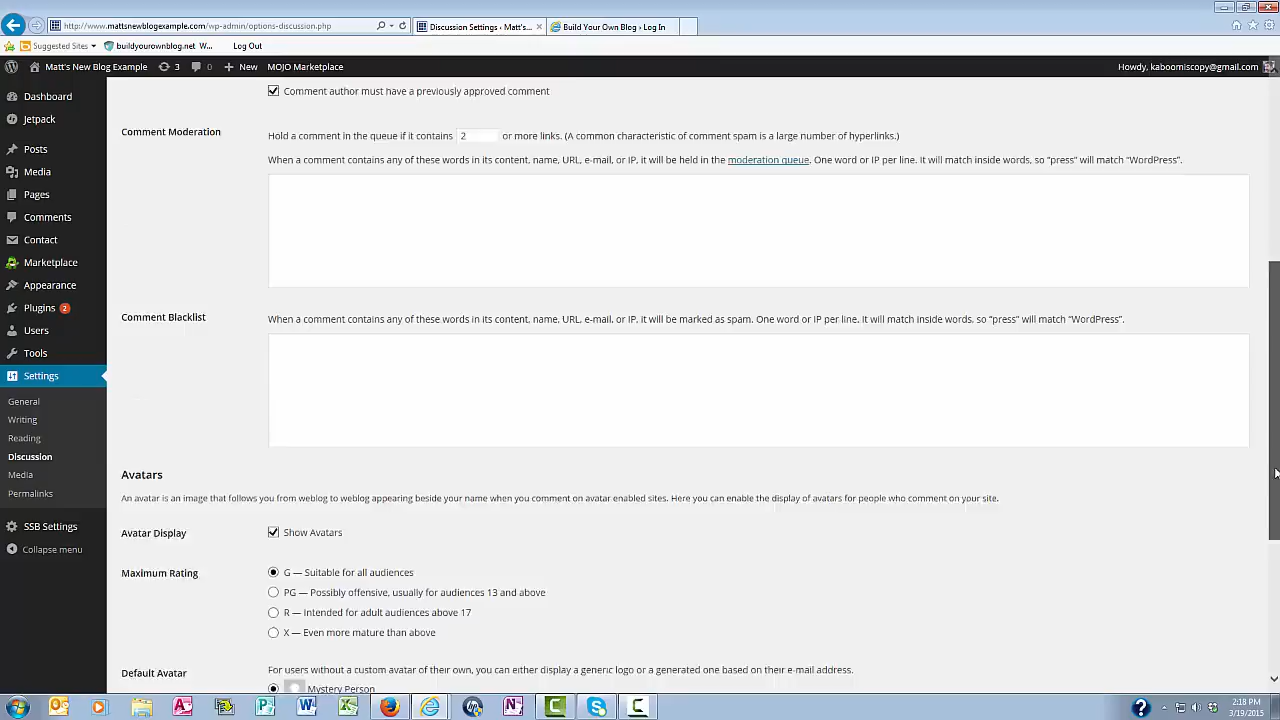 http://www.mattsnewblogexample.com/wp-admin/options-discussion.php
Discussion Settings ‹ Matt's...
Build Your Own Blog › Log In
Suggested Sites
buildyourownblog.net W...
Log Out
Matt's New Blog Example
3
0
New
MOJO Marketplace
Howdy, kaboomiscopy@gmail.com
Dashboard
Jetpack
Posts
Media
Pages
Comments
Contact
Marketplace
Appearance
Plugins 2
Users
Tools
Settings
General
Writing
Reading
Discussion
Media
Permalinks
SSB Settings
Collapse menu
Comment author must have a previously approved comment
Comment Moderation
Hold a comment in the queue if it contains 2 or more links. (A common characteristic of comment spam is a large number of hyperlinks.)
When a comment contains any of these words in its content, name, URL, e-mail, or IP, it will be held in the moderation queue. One word or IP per line. It will match inside words, so "press" will match "WordPress".
Comment Blacklist
When a comment contains any of these words in its content, name, URL, e-mail, or IP, it will be marked as spam. One word or IP per line. It will match inside words, so "press" will match "WordPress".
Avatars
An avatar is an image that follows you from weblog to weblog appearing beside your name when you comment on avatar enabled sites. Here you can enable the display of avatars for people who comment on your site.
Avatar Display
Show Avatars
Maximum Rating
G — Suitable for all audiences
PG — Possibly offensive, usually for audiences 13 and above
R — Intended for adult audiences above 17
X — Even more mature than above
Default Avatar
For users without a custom avatar of their own, you can either display a generic logo or a generated one based on their e-mail address.
Mystery Person
2:18 PM
3/19/2015